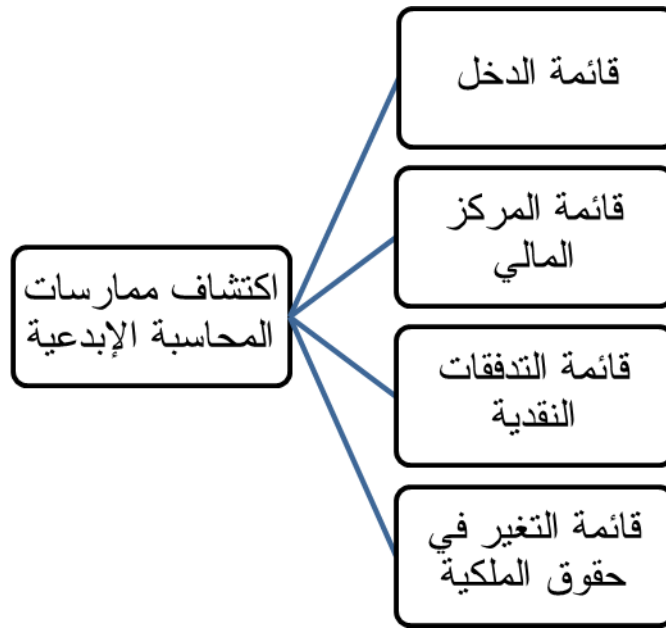 اكتشاف ممارسات
المحاسبة الإبدعية
قائمة الدخل
قائمة المركز
المالي
قائمة التدفقات
النقدية
قائمة التغير في
حقوق الملكية